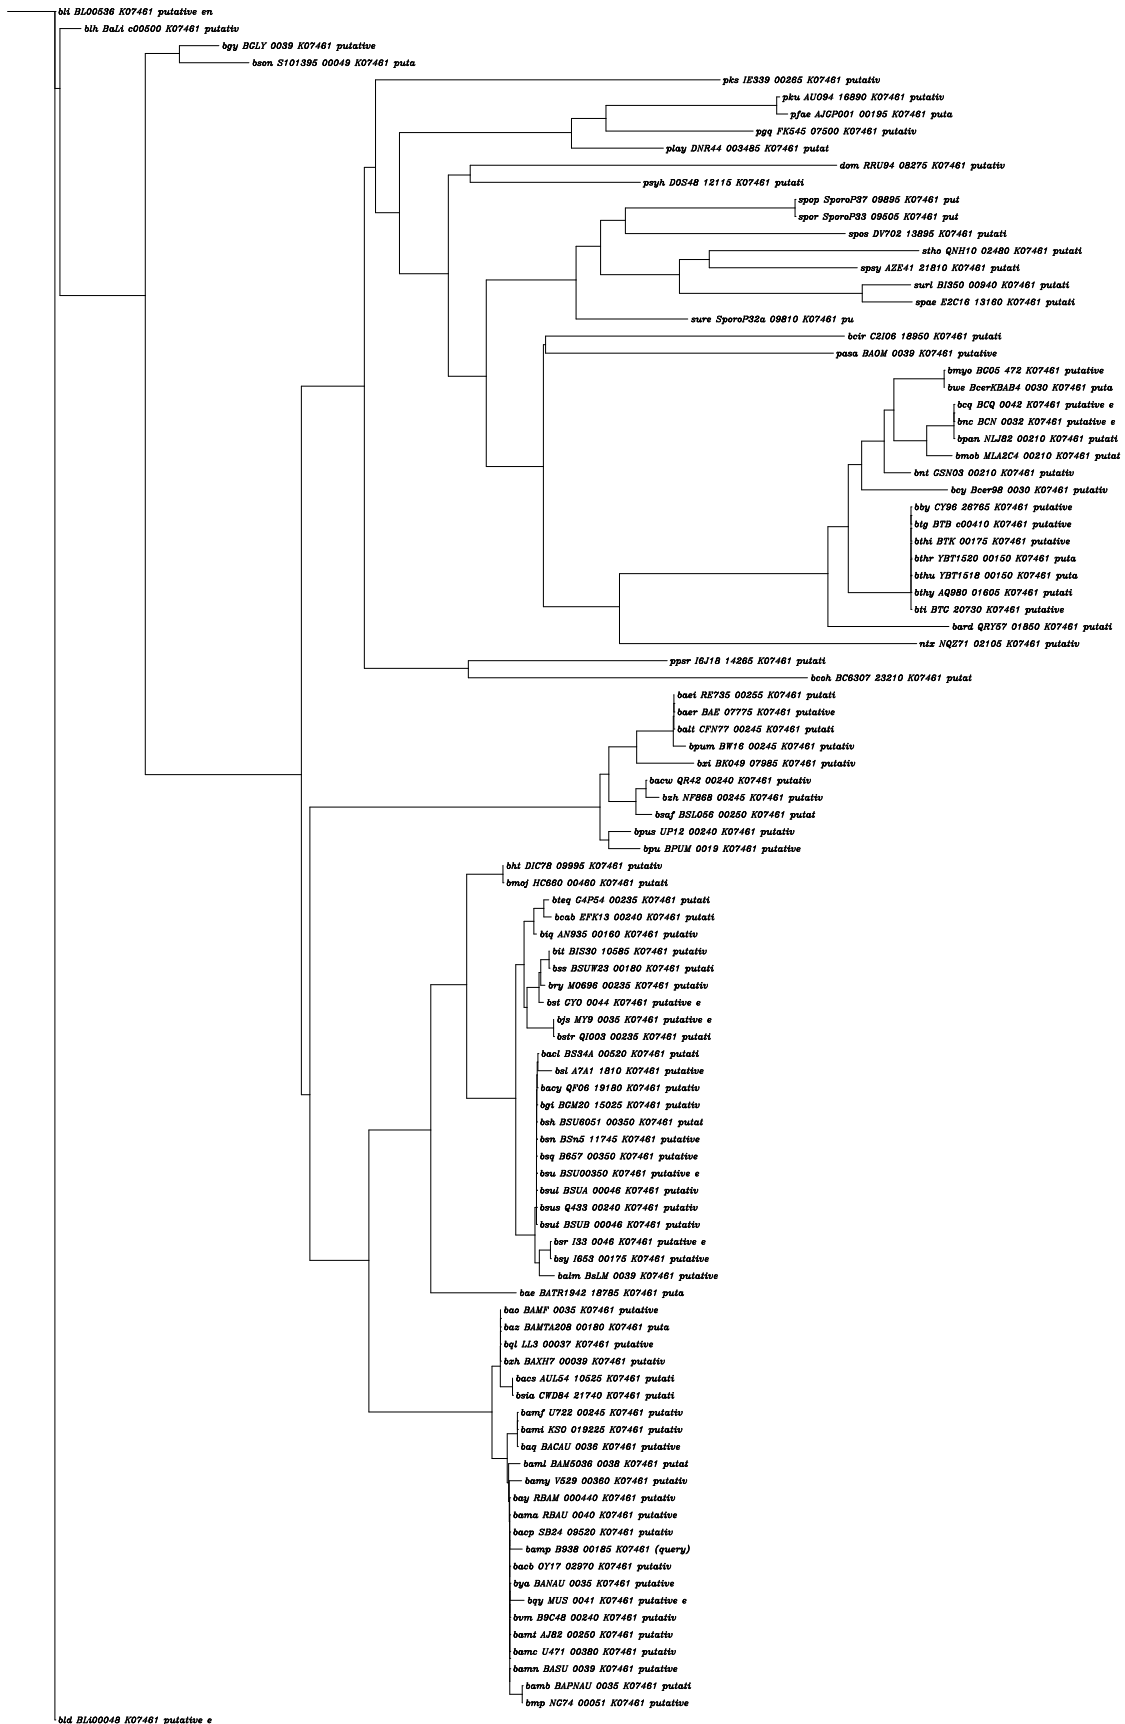 bli BL00536 K07461 putative en
blh BaLi c00500 K07461 putativ
bgy BGLY 0039 K07461 putative
bson S101395 00049 K07461 puta
pks IE339 00265 K07461 putativ
pku AUO94 16890 K07461 putativ
pfae AJGP001 00195 K07461 puta
pgq FK545 07500 K07461 putativ
play DNR44 003485 K07461 putat
dom RRU94 08275 K07461 putativ
psyh D0S48 12115 K07461 putati
spop SporoP37 09895 K07461 put
spor SporoP33 09505 K07461 put
spos DV702 13895 K07461 putati
stho QNH10 02480 K07461 putati
spsy AZE41 21810 K07461 putati
surl BI350 00940 K07461 putati
spae E2C16 13160 K07461 putati
sure SporoP32a 09810 K07461 pu
bcir C2I06 18950 K07461 putati
pasa BAOM 0039 K07461 putative
bmyo BG05 472 K07461 putative
bwe BcerKBAB4 0030 K07461 puta
bcq BCQ 0042 K07461 putative e
bnc BCN 0032 K07461 putative e
bpan NLJ82 00210 K07461 putati
bmob MLA2C4 00210 K07461 putat
bnt GSN03 00210 K07461 putativ
bcy Bcer98 0030 K07461 putativ
bby CY96 26765 K07461 putative
btg BTB c00410 K07461 putative
bthi BTK 00175 K07461 putative
bthr YBT1520 00150 K07461 puta
bthu YBT1518 00150 K07461 puta
bthy AQ980 01605 K07461 putati
bti BTG 20730 K07461 putative
bard QRY57 01850 K07461 putati
ntx NQZ71 02105 K07461 putativ
ppsr I6J18 14265 K07461 putati
bcoh BC6307 23210 K07461 putat
baei RE735 00255 K07461 putati
baer BAE 07775 K07461 putative
balt CFN77 00245 K07461 putati
bpum BW16 00245 K07461 putativ
bxi BK049 07985 K07461 putativ
bacw QR42 00240 K07461 putativ
bzh NF868 00245 K07461 putativ
bsaf BSL056 00250 K07461 putat
bpus UP12 00240 K07461 putativ
bpu BPUM 0019 K07461 putative
bht DIC78 09995 K07461 putativ
bmoj HC660 00460 K07461 putati
bteq G4P54 00235 K07461 putati
bcab EFK13 00240 K07461 putati
biq AN935 00160 K07461 putativ
bit BIS30 10585 K07461 putativ
bss BSUW23 00180 K07461 putati
bry M0696 00235 K07461 putativ
bst GYO 0044 K07461 putative e
bjs MY9 0035 K07461 putative e
bstr QI003 00235 K07461 putati
bacl BS34A 00520 K07461 putati
bsl A7A1 1810 K07461 putative
bacy QF06 19180 K07461 putativ
bgi BGM20 15025 K07461 putativ
bsh BSU6051 00350 K07461 putat
bsn BSn5 11745 K07461 putative
bsq B657 00350 K07461 putative
bsu BSU00350 K07461 putative e
bsul BSUA 00046 K07461 putativ
bsus Q433 00240 K07461 putativ
bsut BSUB 00046 K07461 putativ
bsr I33 0046 K07461 putative e
bsy I653 00175 K07461 putative
balm BsLM 0039 K07461 putative
bae BATR1942 18785 K07461 puta
bao BAMF 0035 K07461 putative
baz BAMTA208 00180 K07461 puta
bql LL3 00037 K07461 putative
bxh BAXH7 00039 K07461 putativ
bacs AUL54 10525 K07461 putati
bsia CWD84 21740 K07461 putati
bamf U722 00245 K07461 putativ
bami KSO 019225 K07461 putativ
baq BACAU 0036 K07461 putative
baml BAM5036 0038 K07461 putat
bamy V529 00360 K07461 putativ
bay RBAM 000440 K07461 putativ
bama RBAU 0040 K07461 putative
bacp SB24 09520 K07461 putativ
bamp B938 00185 K07461 (query)
bacb OY17 02970 K07461 putativ
bya BANAU 0035 K07461 putative
bqy MUS 0041 K07461 putative e
bvm B9C48 00240 K07461 putativ
bamt AJ82 00250 K07461 putativ
bamc U471 00380 K07461 putativ
bamn BASU 0039 K07461 putative
bamb BAPNAU 0035 K07461 putati
bmp NG74 00051 K07461 putative
bld BLi00048 K07461 putative e